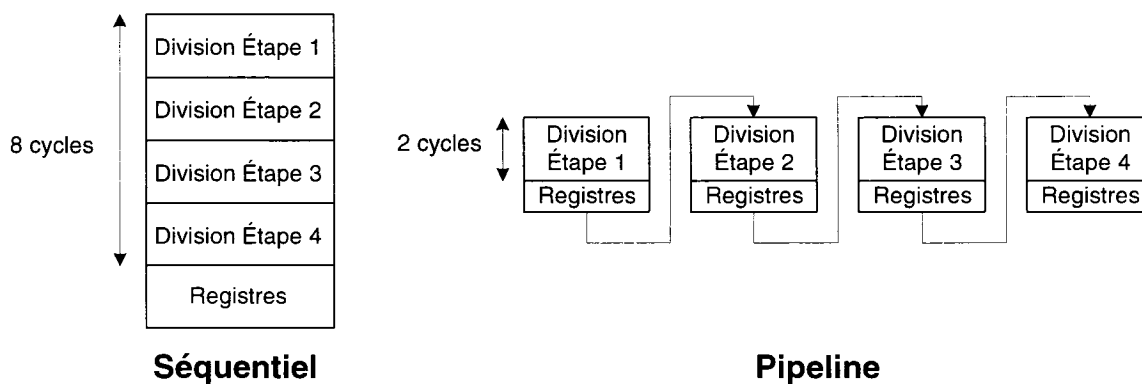 8 cycles
Division Étape 1
Division Étape 2
Division Étape 3
Division Étape 4
Registres
Séquentiel
2 cycles
Division
Étape 1
Registres
Division
Étape 2
Registres
Division
Étape 3
Registres
Division
Étape 4
Registres
Pipeline